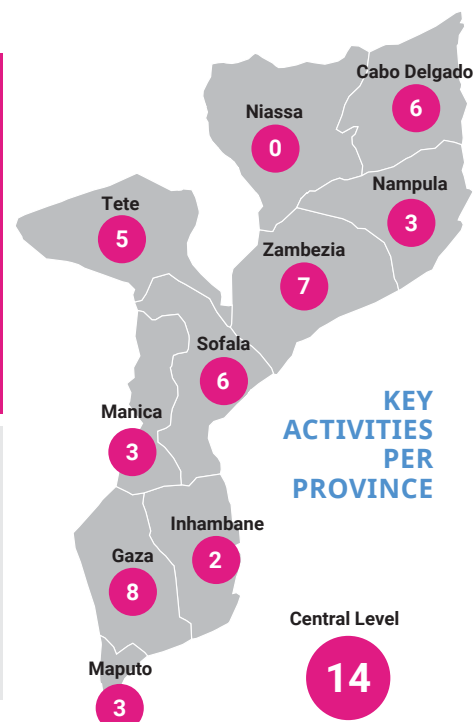 Cabo Delgado
6
Niassa
0
Nampula
3
Tete
5
Zambezia
7
Sofala
6
KEY
ACTIVITIES
PER
PROVINCE
Manica
3
Inhambane
2
Gaza
8
Central Level
14
Maputo
3